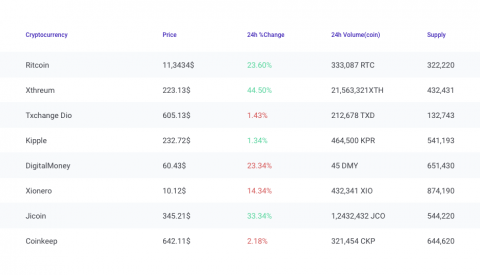 Cryptocurrency Price 24h %Change 24h Volume(coin) Supply
Ritcoin 11,3434$ 23.60% 333,087 RTC 322,220
Xthreum 223.13$ 44.50% 21,563,321XTH 432,431
Txchange Dio 605.13$ 1.43% 212,678 TXD 132,743
Kipple 232.72$ 1.34% 464,500 KPR 541,193
DigitalMoney 60.43$ 23.34% 45 DMY 651,430
Xionero 10.12$ 14.34% 432,341 XIO 874,190
Jicoin 345.21$ 33.34% 1,2432,432 JCO 544,220
Coinkeep 642.11$ 2.18% 321,454 CKP 644,620